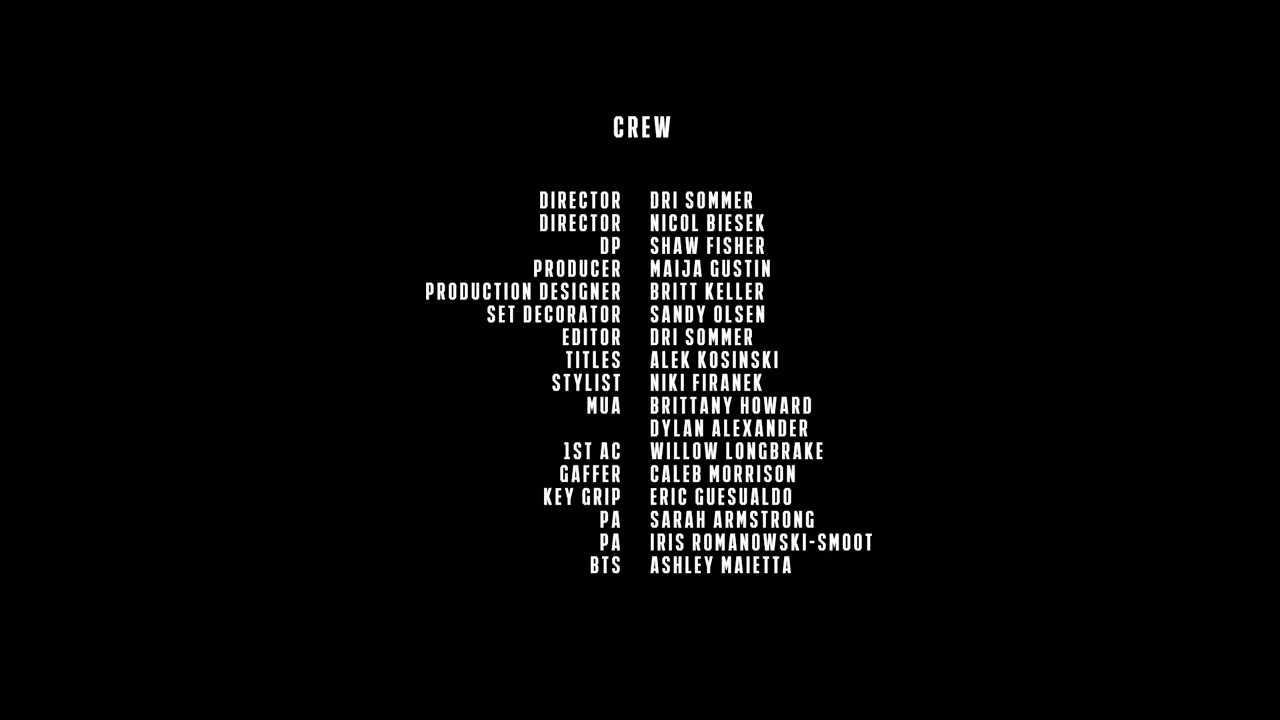 CREW
DIRECTOR DRI SOMMER
DIRECTOR NICOL BIESEK
DP SHAW FISHER
PRODUCER MAIJA GUSTIN
PRODUCTION DESIGNER BRITT KELLER
SET DECORATOR SANDY OLSEN
EDITOR DRI SOMMER
TITLES ALEK KOSINSKI
STYLIST NIKI FIRANEK
MUA BRITTANY HOWARD
DYLAN ALEXANDER
1ST AC WILLOW LONGBRAKE
GAFFER CALEB MORRISON
KEY GRIP ERIC GUESUALDO
PA SARAH ARMSTRONG
PA IRIS ROMANOWSKI-SMOOT
BTS ASHLEY MAIETTA